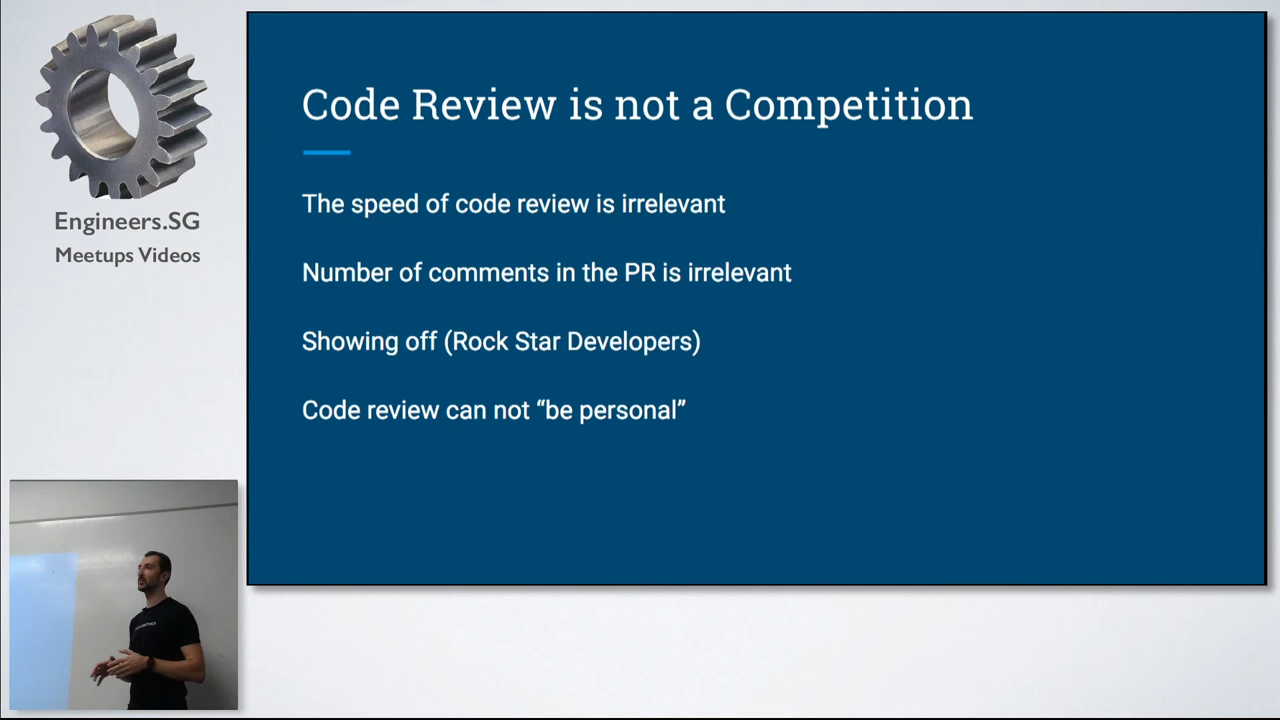 Engineers.SG
Meetups Videos
Code Review is not a Competition
The speed of code review is irrelevant
Number of comments in the PR is irrelevant
Showing off (Rock Star Developers)
Code review can not “be personal”